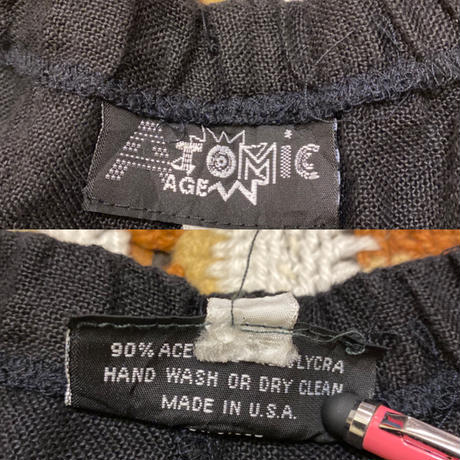 ATOMIC
AGE
90% ACE LYCRA
HAND WASH OR DRY CLEAN
MADE IN U.S.A.